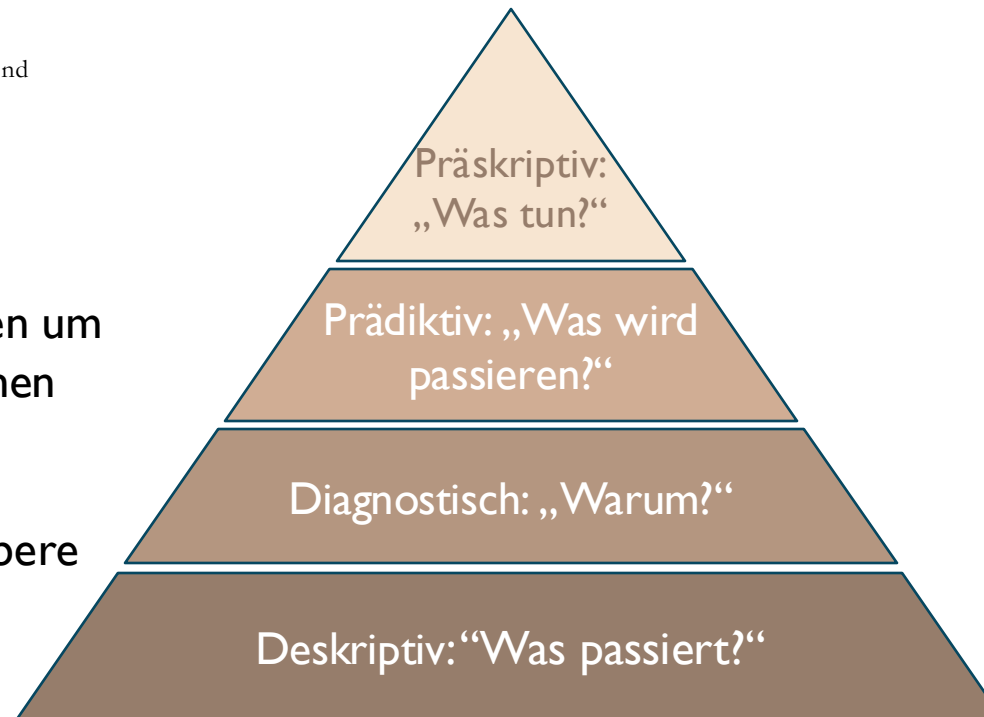 nd
Präskriptiv:
„Was tun?“
en um
Prädiktiv: „Was wird
passieren?“
nen
Diagnostisch: „Warum?“
bere
Deskriptiv: “Was passiert?“